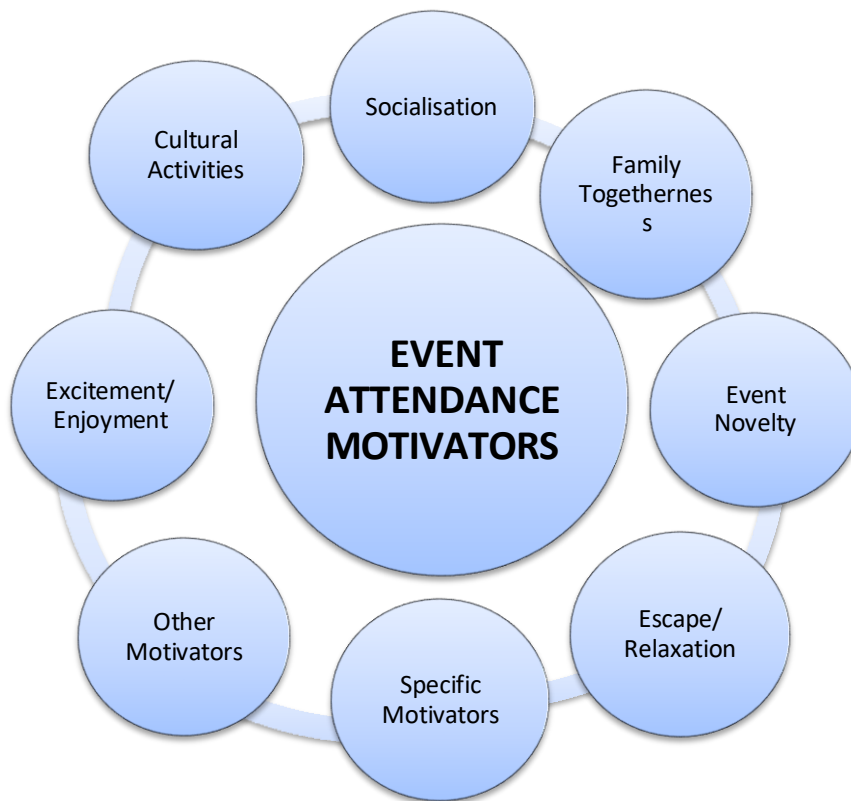 Socialisation
Family
Togethernes
s
Event
Novelty
Escape/
Relaxation
Specific
Motivators
Other
Motivators
Excitement/
Enjoyment
Cultural
Activities
EVENT
ATTENDANCE
MOTIVATORS